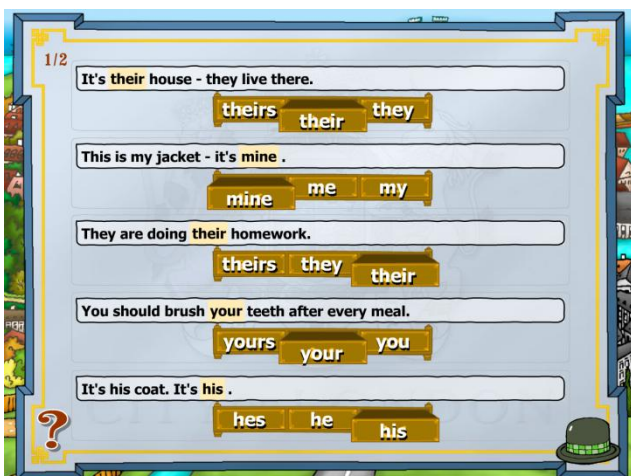 1/2
It's their house - they live there.
theirs their they
This is my jacket - it's mine .
mine me my
They are doing their homework.
theirs they their
You should brush your teeth after every meal.
yours your you
It's his coat. It's his .
hes he his
?